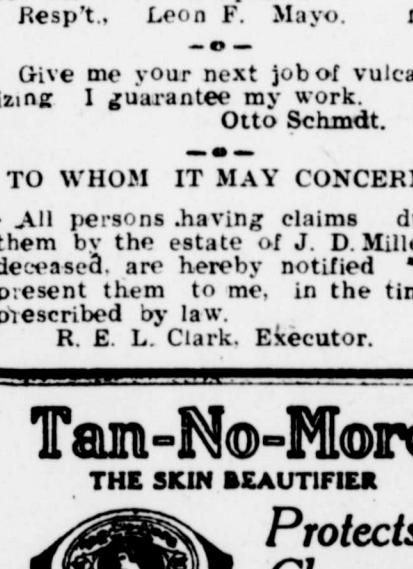 Resp't., Leon F. Mayo.
Give me your next job of vulca
izing I guarantee my work.
Otto Schmdt.
TO WHOM IT MAY CONCER
All persons .having claims d
them by the estate of J. D. Mill
deceased. are hereby notified
present them to me, in the ti
prescribed by law.
R. E. L. Clark. Executor.
Tan-No-More
THE SKIN BEAUTIFIER
Protects